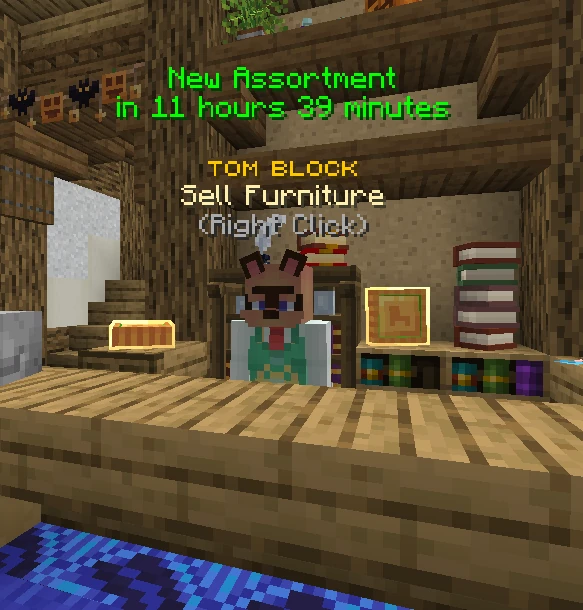 New Assortment
in 11 hours 39 minutes
TOM BLOCK
Sell Furniture
(Right Click)